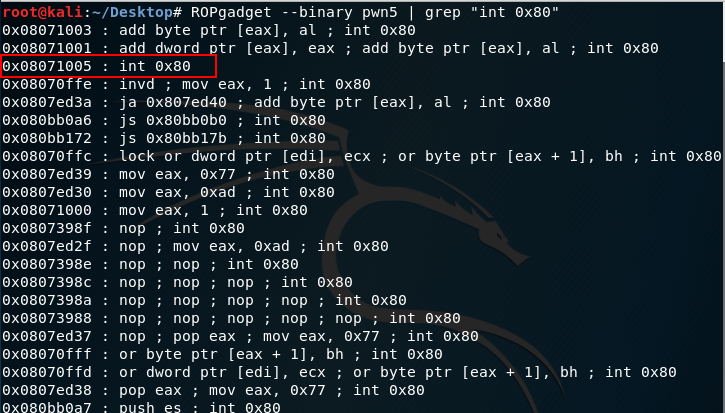 root@kali:~/Desktop# ROPgadget --binary pwn5 | grep "int 0x80"
0x08071003 : add byte ptr [eax], al ; int 0x80
0x08071001 : add dword ptr [eax], eax ; add byte ptr [eax], al ; int 0x80
0x08071005 : int 0x80
0x08070ffe : invd ; mov eax, 1 ; int 0x80
0x0807ed3a : ja 0x807ed40 ; add byte ptr [eax], al ; int 0x80
0x080bb0a6 : js 0x80bb0b0 ; int 0x80
0x080bb172 : js 0x80bb17b ; int 0x80
0x08070ffc : lock or dword ptr [edi], ecx ; or byte ptr [eax + 1], bh ; int 0x80
0x0807ed39 : mov eax, 0x77 ; int 0x80
0x0807ed30 : mov eax, 0xad ; int 0x80
0x08071000 : mov eax, 1 ; int 0x80
0x0807398f : nop ; int 0x80
0x0807ed2f : nop ; mov eax, 0xad ; int 0x80
0x0807398e : nop ; nop ; int 0x80
0x0807398c : nop ; nop ; nop ; int 0x80
0x0807398a : nop ; nop ; nop ; nop ; int 0x80
0x08073988 : nop ; nop ; nop ; nop ; nop ; int 0x80
0x0807ed37 : nop ; pop eax ; mov eax, 0x77 ; int 0x80
0x08070fff : or byte ptr [eax + 1], bh ; int 0x80
0x08070ffd : or dword ptr [edi], ecx ; or byte ptr [eax + 1], bh ; int 0x80
0x0807ed38 : pop eax ; mov eax, 0x77 ; int 0x80
0x080bb0a7 : push es ; int 0x80